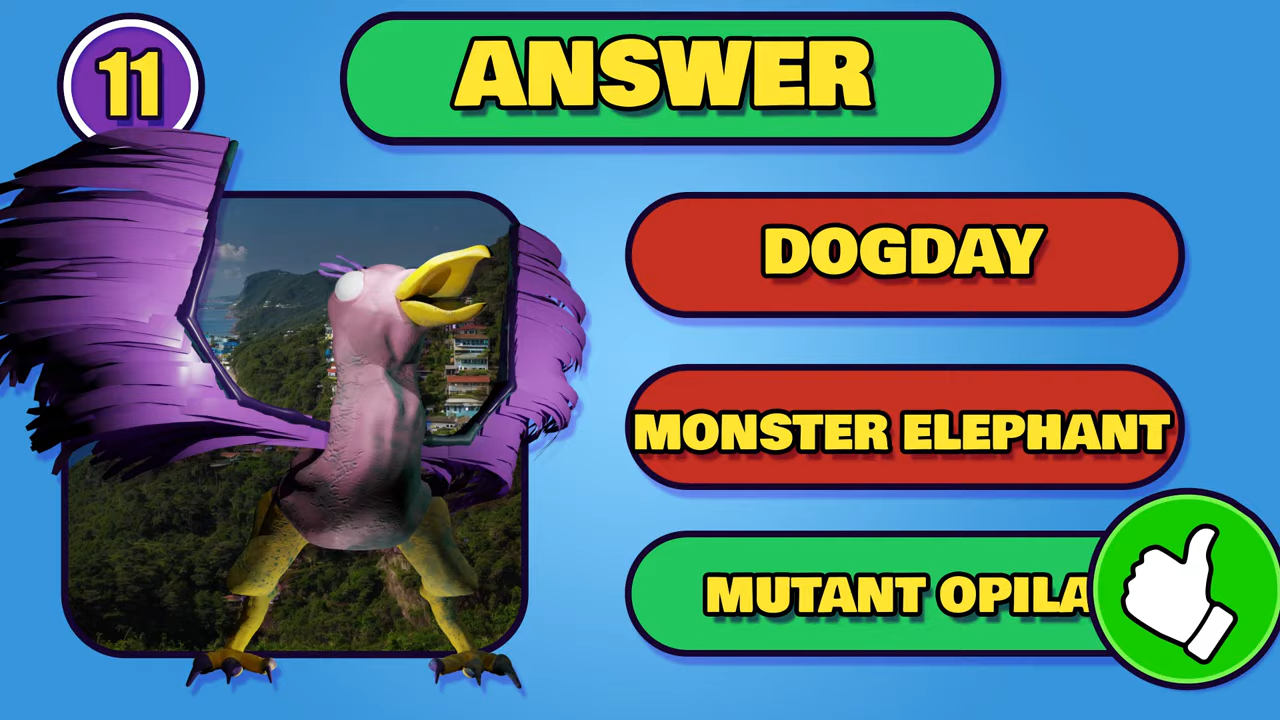 11
ANSWER
DOGDAY
MONSTER ELEPHANT
MUTANT OPILA